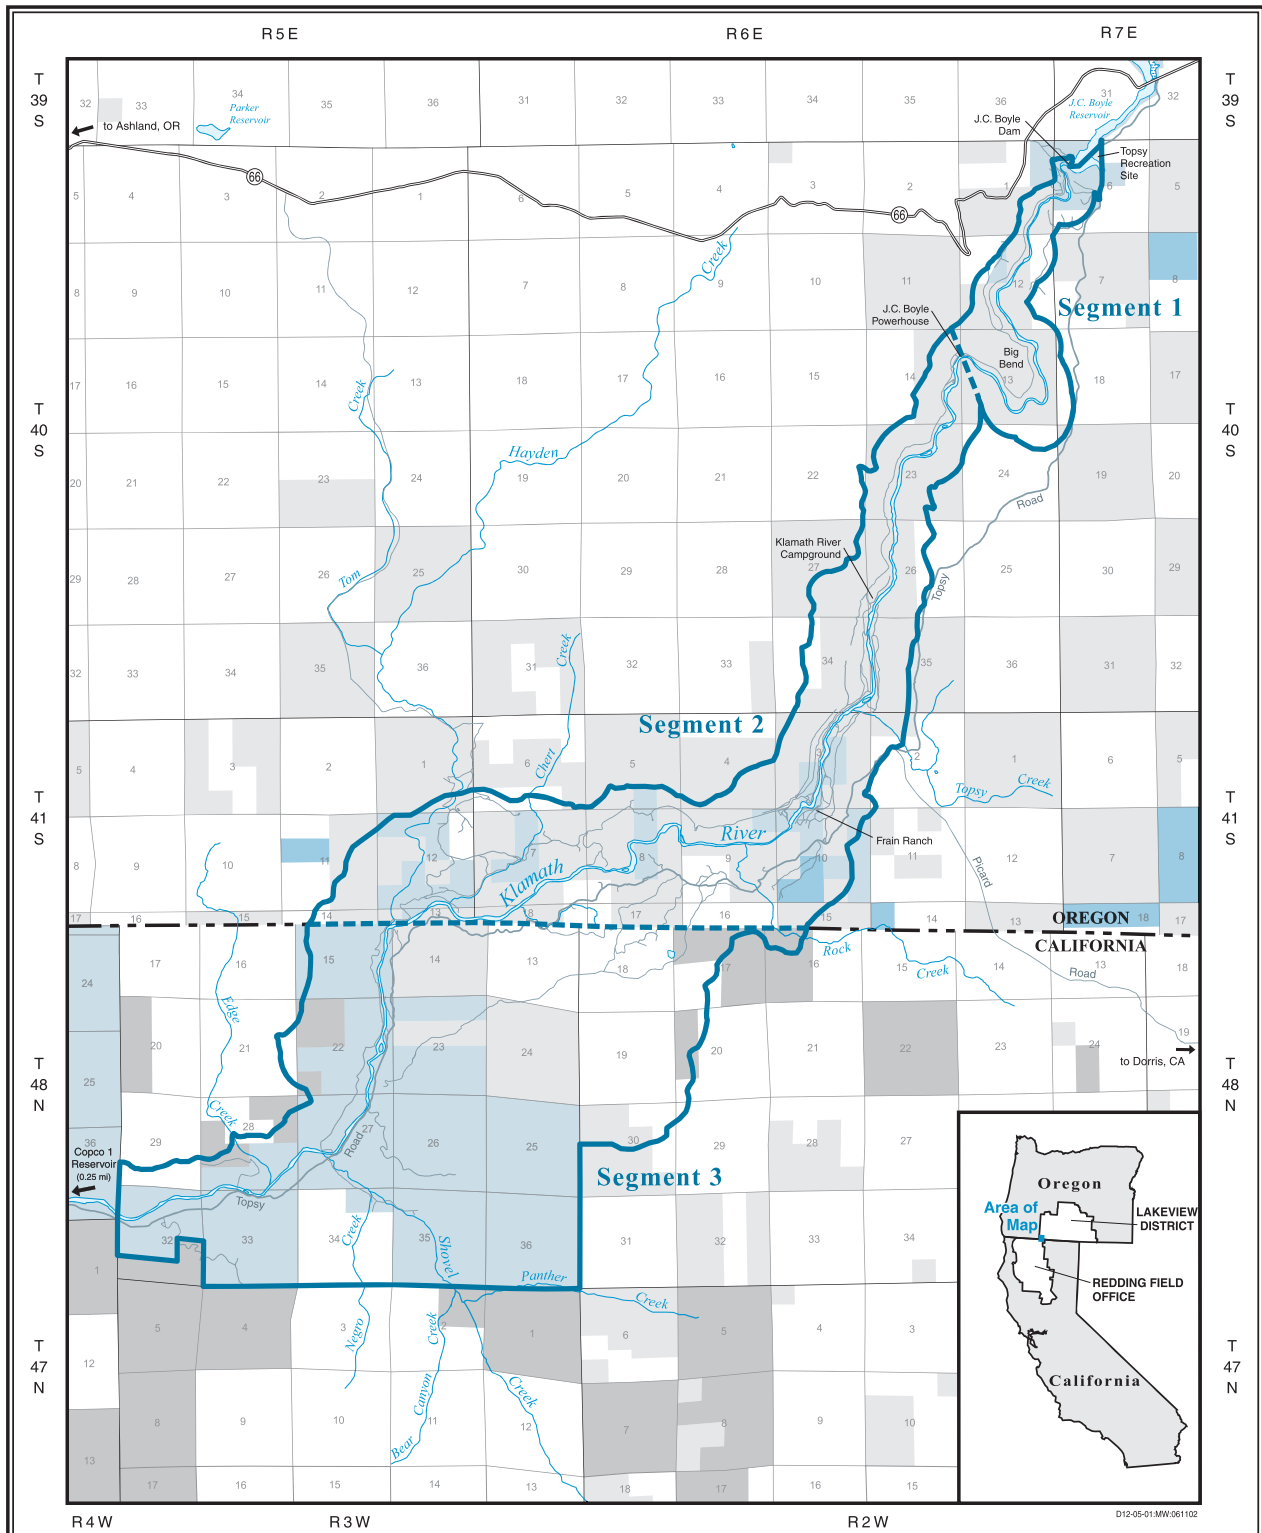 R5E R6E R7E
T 39 S
T 39 S
32 33 34 35 36 31 32 33 34 35 36 31 32
Parker
Reservoir
to Ashland, OR
J.C. Boyle
Reservoir
J.C. Boyle
Dam
Topsy
Recreation
Site
66
66
5 4 3 2 1 6 5 4 3 2 1 6 5
Creek
8 9 10 11 12 7 8 9 10 11 12 7 8
Segment 1
J.C. Boyle
Powerhouse
Big
Bend
17 16 15 14 13 18 17 16 15 14 13 18 17
Creek
T 40 S
T 40 S
Hayden
20 21 22 23 24 19 20 21 22 23 24 19 20
Road
Klamath River
Campground
29 28 27 26 25 30 29 28 27 26 25 30 29
Tom
Topsy
32 33 34 35 36 31 32 33 34 35 36 31 32
Creek
Segment 2
5 4 3 2 1 6 5 4 3 2 1 6 5
Chert
Topsy Creek
T 41 S
T 41 S
River
Frain Ranch
8 9 10 11 12 7 8 9 10 11 12 7 8
Klamath
Picard
17 16 15 14 13 18 17 16 15 14 13 18 17
OREGON
CALIFORNIA
Rock
Creek
24 17 16 15 14 13 18 17 16 15 14 13 18
Road
Edge
20 21 22 23 24 19 20 21 22 23 24 19
to Dorris, CA
T 48 N
T 48 N
25
Creek
36 29 28 27 26 25 30 29 28 27
Road
Copco 1
Reservoir
(0.25 mi)
Segment 3
Topsy
32 33 34 35 36 31 32 33 34
Creek
Shovel
Panther
Creek
1 5 4 3 2 1 6 5 4 3
Negro
Creek
T 47 N
T 47 N
12 8 9 10 11 12 7 8 9 10
Canyon
Creek
Bear
13 17 16 15 14 13 18 17 16 15
Oregon
Area of
Map
LAKEVIEW
DISTRICT
REDDING FIELD
OFFICE
California
D12-05-01:MW:061102
R4W R3W R2W